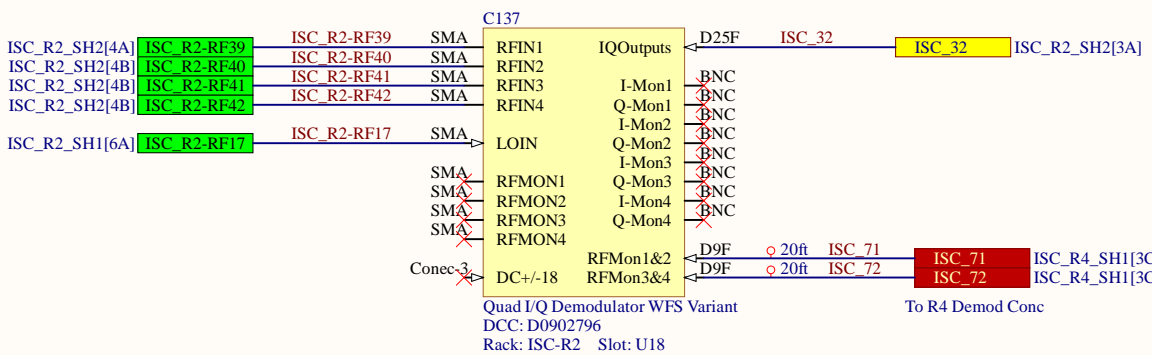 C137
ISC_R2_SH2[4A] ISC_R2-RF39 ISC_R2-RF39 SMA RFIN1 IQOutputs D25F ISC_32 ISC_32 ISC_R2_SH2[3A]
ISC_R2_SH2[4B] ISC_R2-RF40 ISC_R2-RF40 SMA RFIN2
ISC_R2_SH2[4B] ISC_R2-RF41 ISC_R2-RF41 SMA RFIN3 I-Mon1 BNC
ISC_R2_SH2[4B] ISC_R2-RF42 ISC_R2-RF42 SMA RFIN4 Q-Mon1 BNC
I-Mon2 BNC
ISC_R2_SH1[6A] ISC_R2-RF17 ISC_R2-RF17 SMA LOIN Q-Mon2 BNC
I-Mon3 BNC
SMA RFMON1 Q-Mon3 BNC
SMA RFMON2 I-Mon4 BNC
SMA RFMON3 Q-Mon4 BNC
SMA RFMON4
RFMon1&2 D9F 20ft ISC_71 ISC_71 ISC_R4_SH1[3C
Conec-3 DC+/-18 RFMon3&4 D9F 20ft ISC_72 ISC_72 ISC_R4_SH1[3C
Quad I/Q Demodulator WFS Variant To R4 Demod Conc
DCC: D0902796
Rack: ISC-R2 Slot: U18